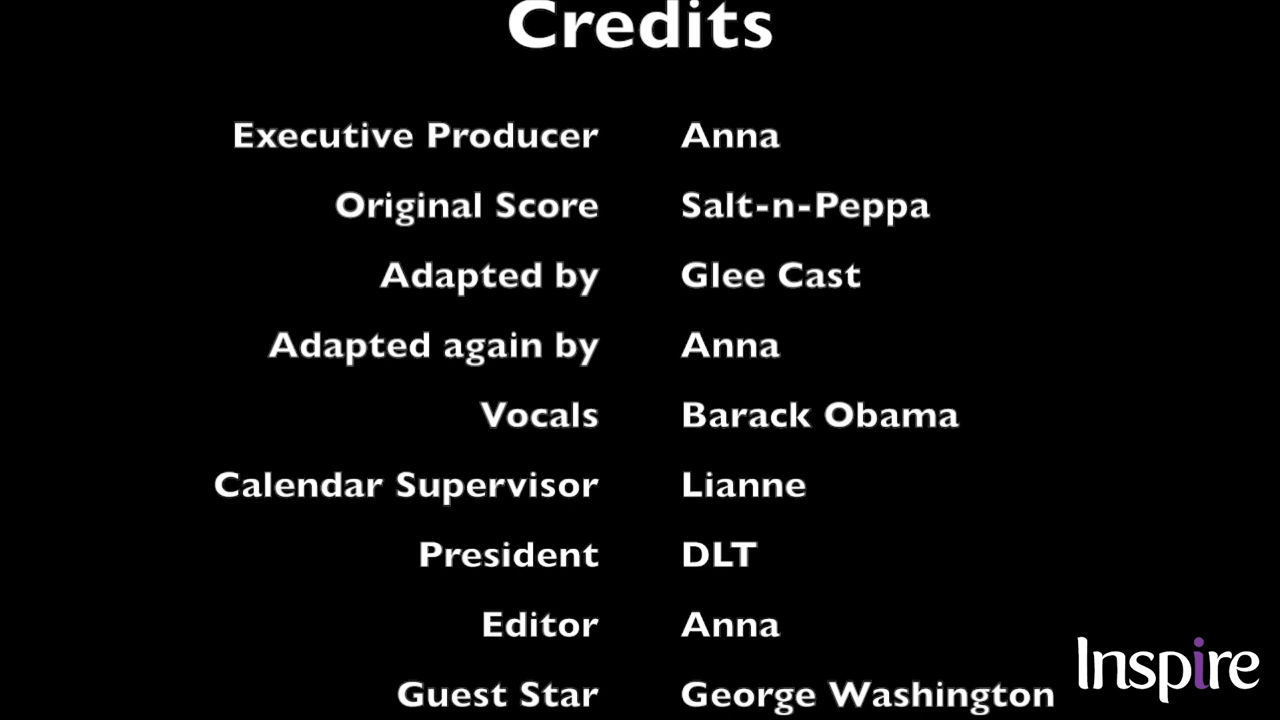 Credits
Executive Producer Anna
Original Score Salt-n-Peppa
Adapted by Glee Cast
Adapted again by Anna
Vocals Barack Obama
Calendar Supervisor Lianne
President DLT
Editor Anna
Guest Star George Washington
Inspire